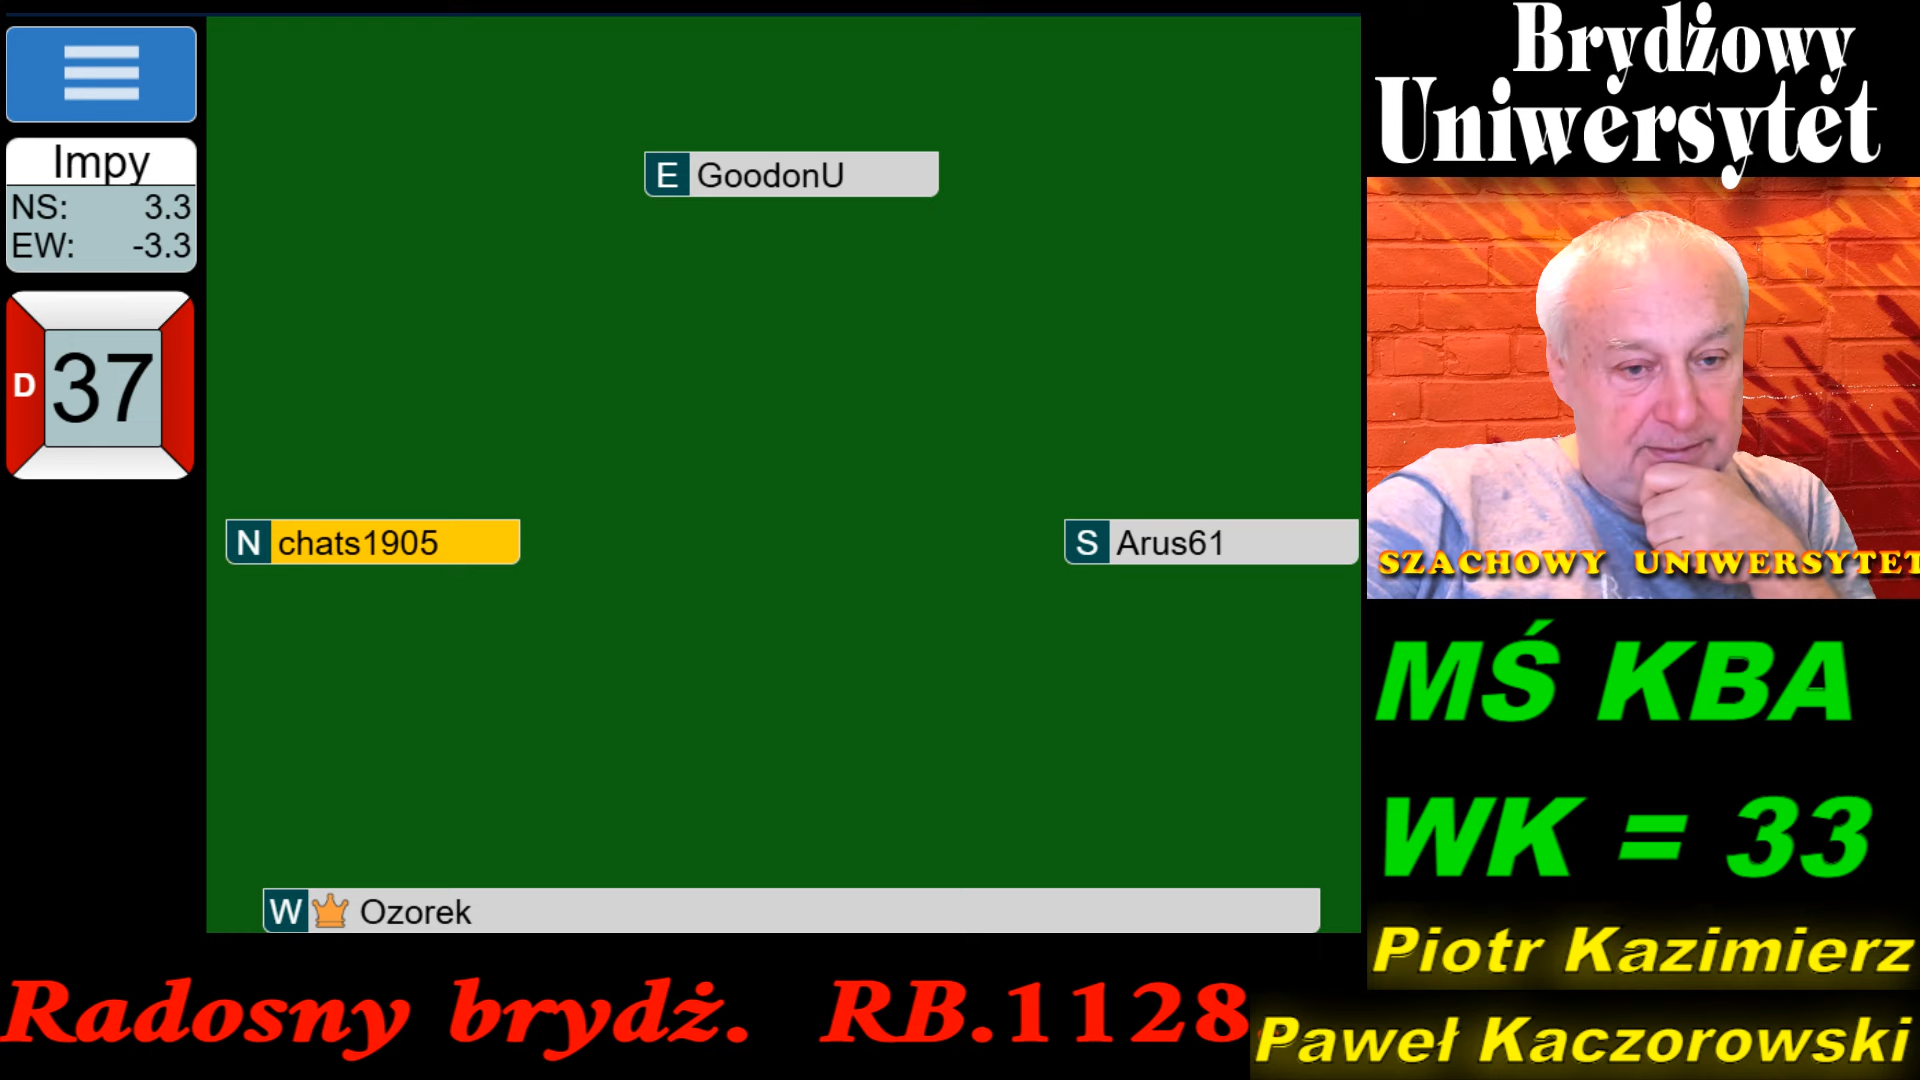 Brydżowy
Uniwersytet
Impy
NS: 3.3
EW: -3.3
D 37
E GoodonU
N chats1905
S Arus61
W Ozorek
SZACHOWY UNIWERSYTET
MŚ KBA
WK = 33
Piotr Kazimierz
Paweł Kaczorowski
Radosny brydż. RB.1128